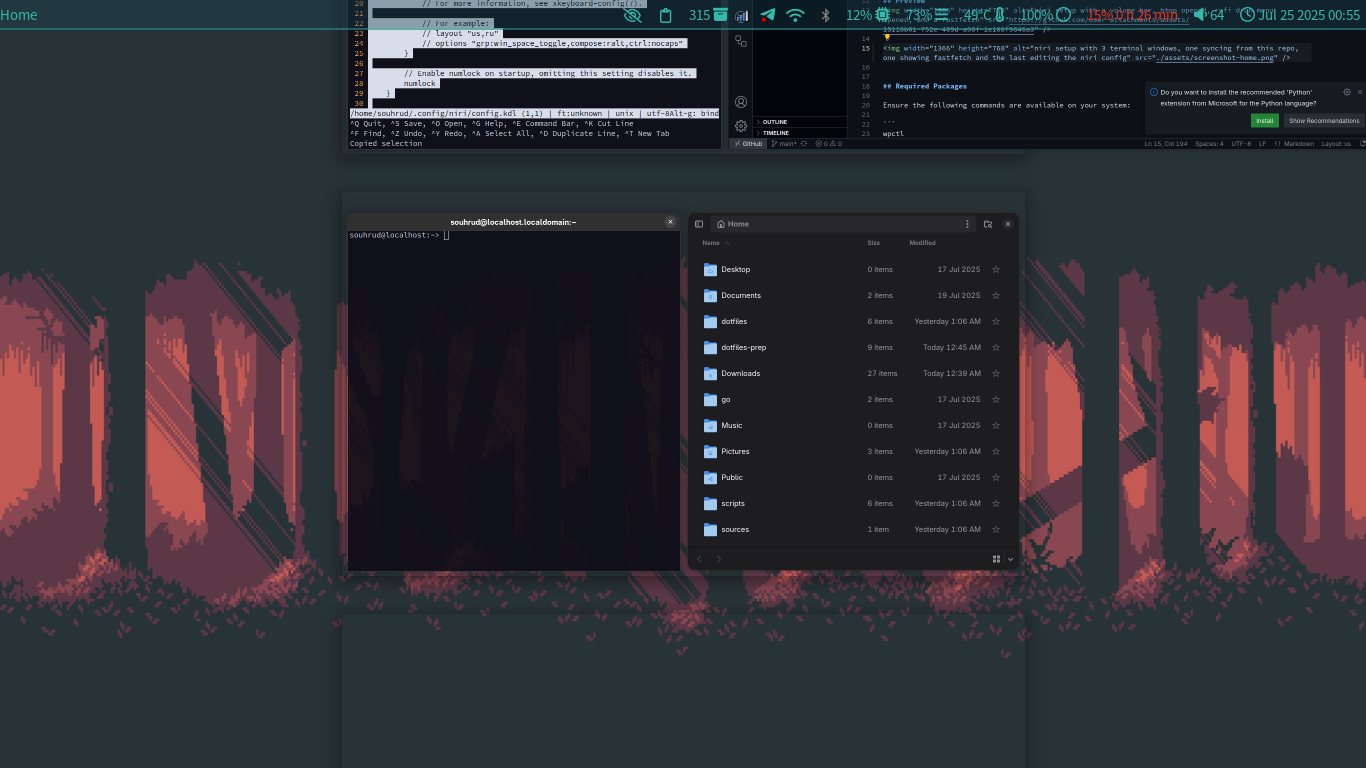 Home
315
12%
73%
49°C
100%
15% 0 h 26 min
64
Jul 25 2025 00:55
20 // For more information, see xkeyboard-config(7).
21
22 // For example:
23 // layout "us,ru"
24 // options "grp:win_space_toggle,compose:ralt,ctrl:nocaps"
25 }
26
27 // Enable numlock on startup, omitting this setting disables it.
28 numlock
29 }
30
/home/souhrud/.config/niri/config.kdl (1,1) | ft:unknown | unix | utf-8Alt-g: bind
^Q Quit, ^S Save, ^O Open, ^G Help, ^E Command Bar, ^K Cut Line
^F Find, ^Z Undo, ^Y Redo, ^A Select All, ^D Duplicate Line, ^T New Tab
Copied selection
OUTLINE
TIMELINE
## Preview
14
15 <img width="1366" height="768" alt="niri setup with 3 terminal windows, one syncing from this repo,
one showing fastfetch and the last editing the niri config" src="./assets/screenshot-home.png" />
16
17
18 ## Required Packages
19
20 Ensure the following commands are available on your system:
21
22 ```
23 wpctl
Do you want to install the recommended 'Python'
extension from Microsoft for the Python language?
Install
Show Recommendations
GitHub
main*
0
0
Ln 15, Col 194
Spaces: 4
UTF-8
LF
Markdown
Layout: us
souhrud@localhost.localdomain:~
souhrud@localhost:~>
Home
Name Size Modified
Desktop 0 items 17 Jul 2025
Documents 2 items 19 Jul 2025
dotfiles 6 items Yesterday 1:06 AM
dotfiles-prep 9 items Today 12:45 AM
Downloads 27 items Today 12:39 AM
go 2 items 17 Jul 2025
Music 0 items 17 Jul 2025
Pictures 3 items Yesterday 1:06 AM
Public 0 items 17 Jul 2025
scripts 6 items Yesterday 1:06 AM
sources 1 item Yesterday 1:06 AM